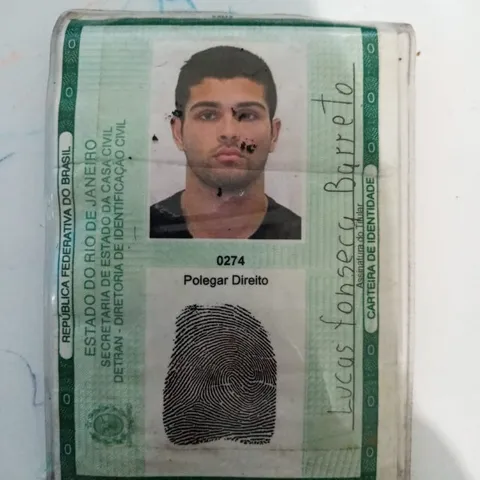 REPÚBLICA FEDERATIVA DO BRASIL
ESTADO DO RIO DE JANEIRO
SECRETARIA DE ESTADO DA CASA CIVIL
DETRAN - DIRETORIA DE IDENTIFICAÇÃO CIVIL
0274
Polegar Direito
Lucas fonsecq Barreto
Assinatura do Titular
CARTEIRA DE IDENTIDADE